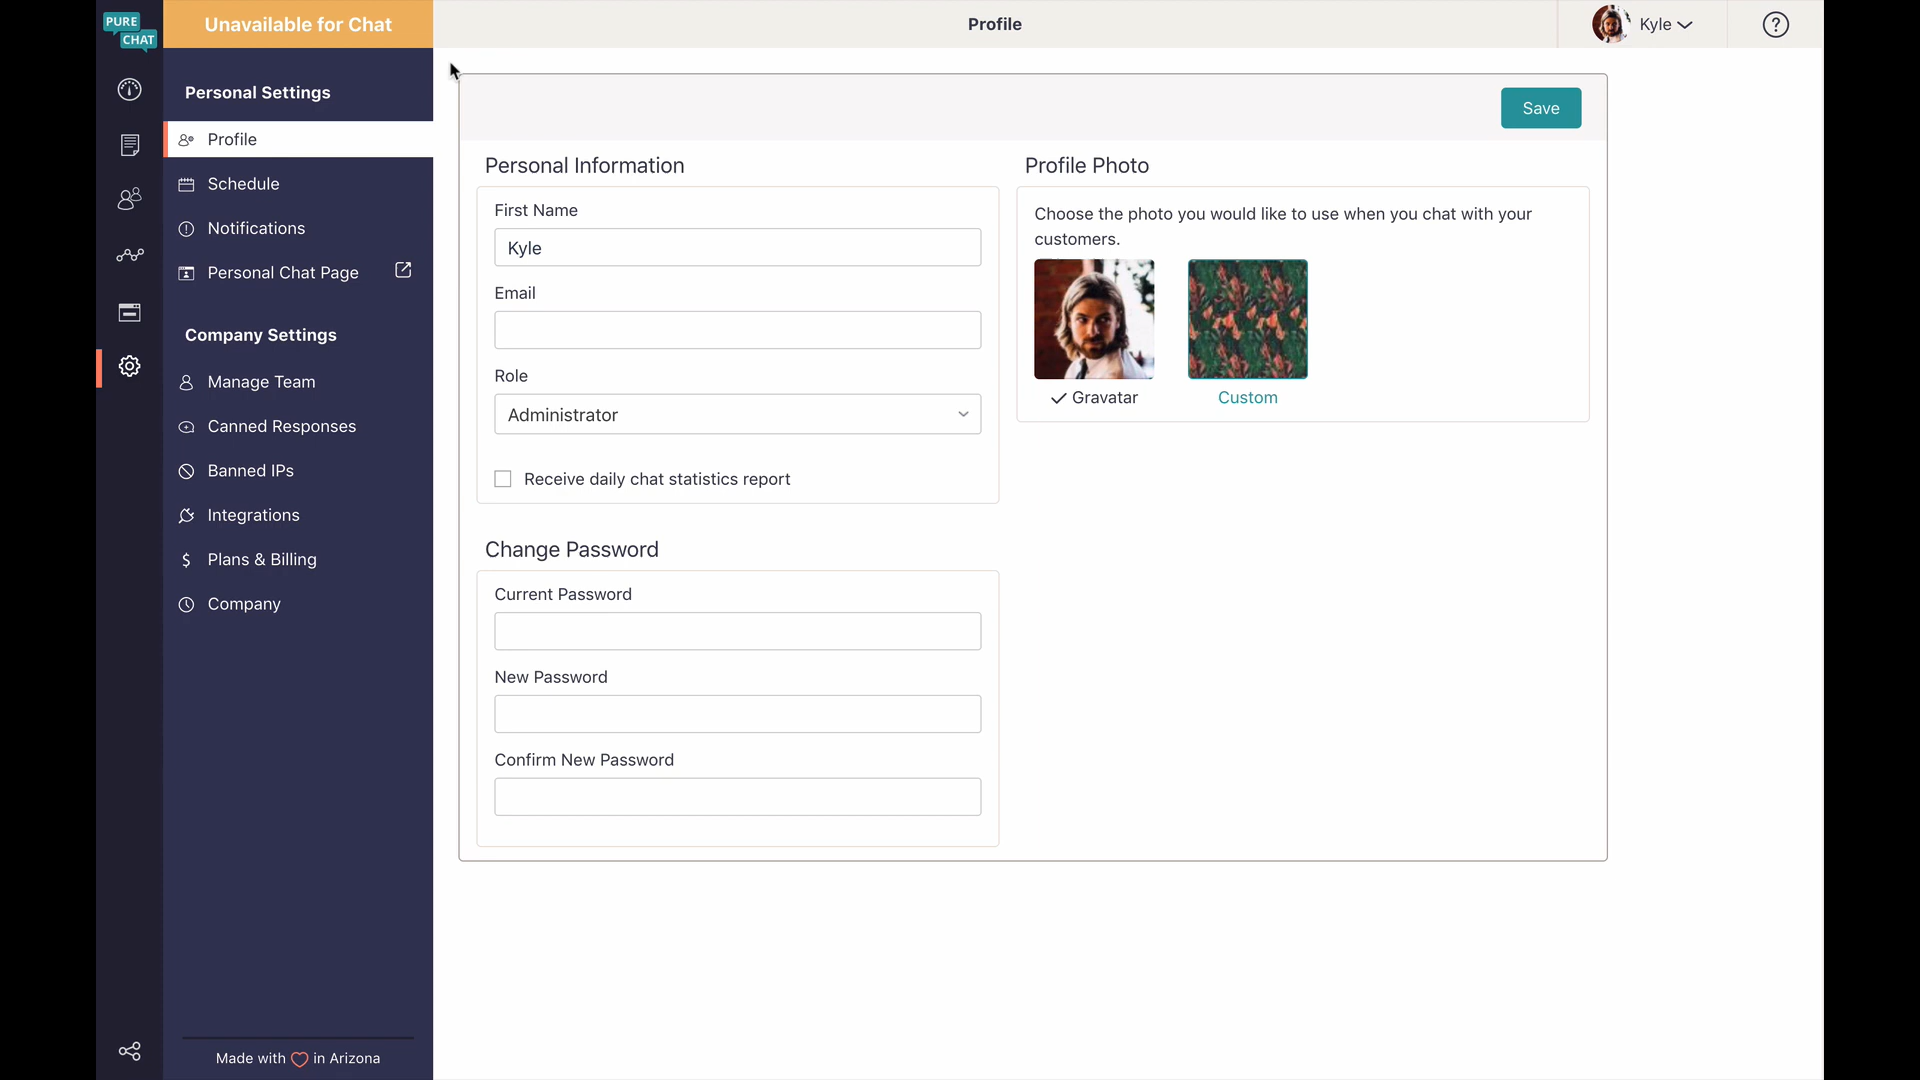 PURE
CHAT
Unavailable for Chat
Profile
Kyle
?
Personal Settings
Profile
Schedule
Notifications
Personal Chat Page
Company Settings
Manage Team
Canned Responses
Banned IPs
Integrations
$ Plans & Billing
Company
Made with in Arizona
Save
Personal Information
First Name
Kyle
Email
Role
Administrator
Receive daily chat statistics report
Change Password
Current Password
New Password
Confirm New Password
Profile Photo
Choose the photo you would like to use when you chat with your
customers.
Gravatar
Custom